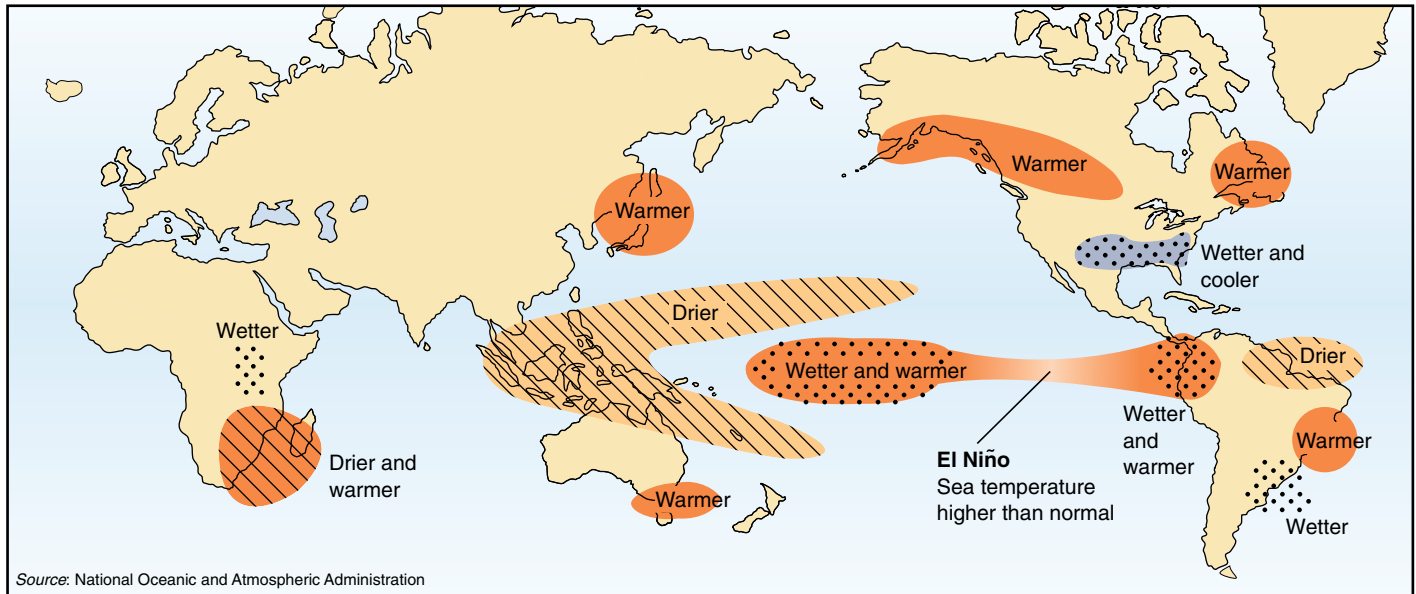 Warmer
Warmer
Warmer
Wetter and
cooler
Drier
Wetter
Wetter and warmer
Drier
Wetter
and
warmer
Warmer
Drier and
warmer
El Niño
Sea temperature
higher than normal
Warmer
Wetter
Source: National Oceanic and Atmospheric Administration